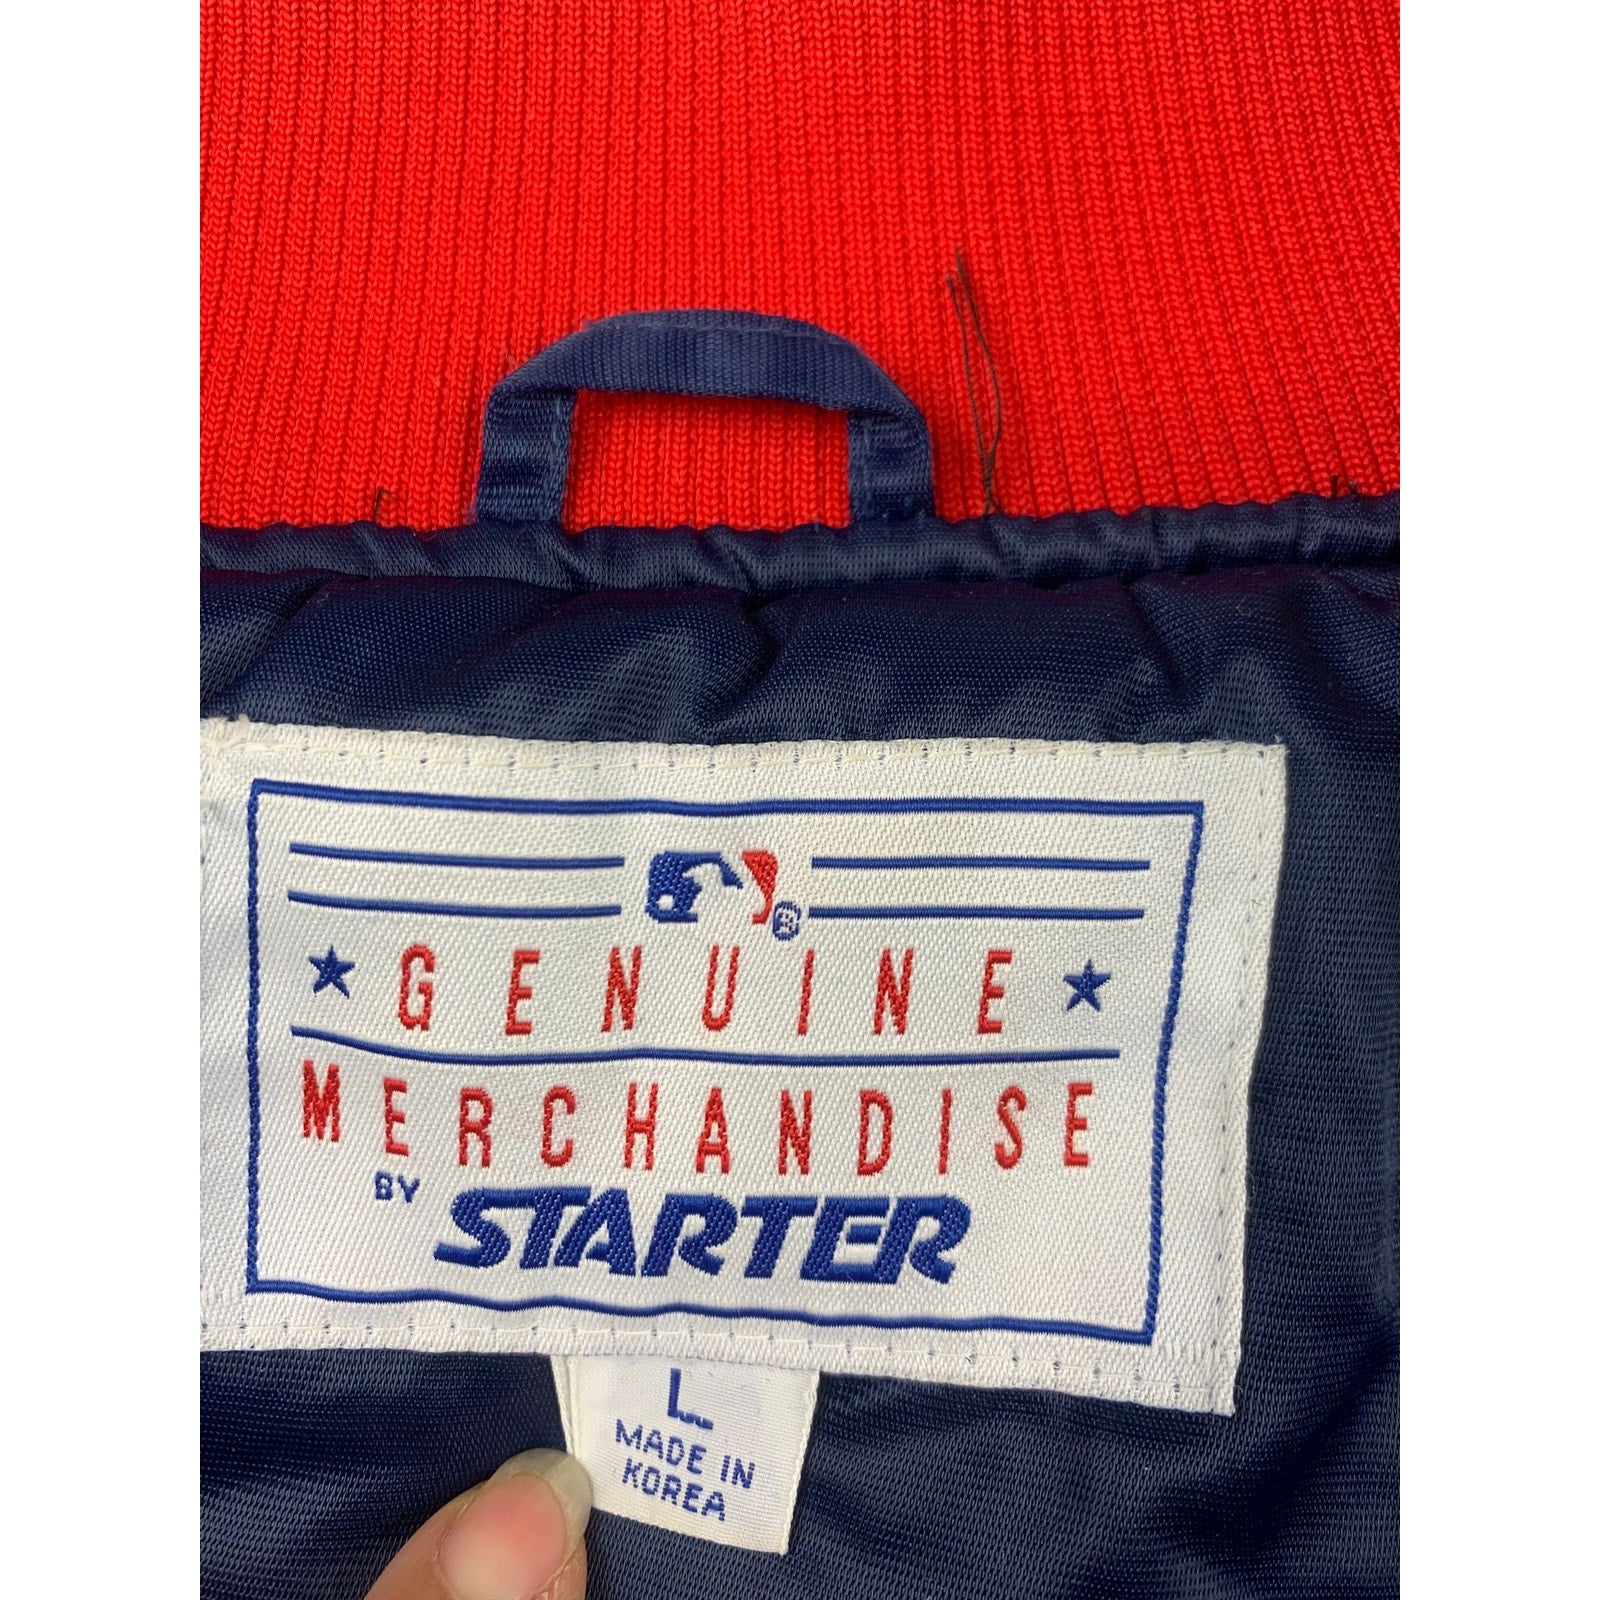 GENUINE
MERCHANDISE
BY STARTER
L
MADE IN
KOREA